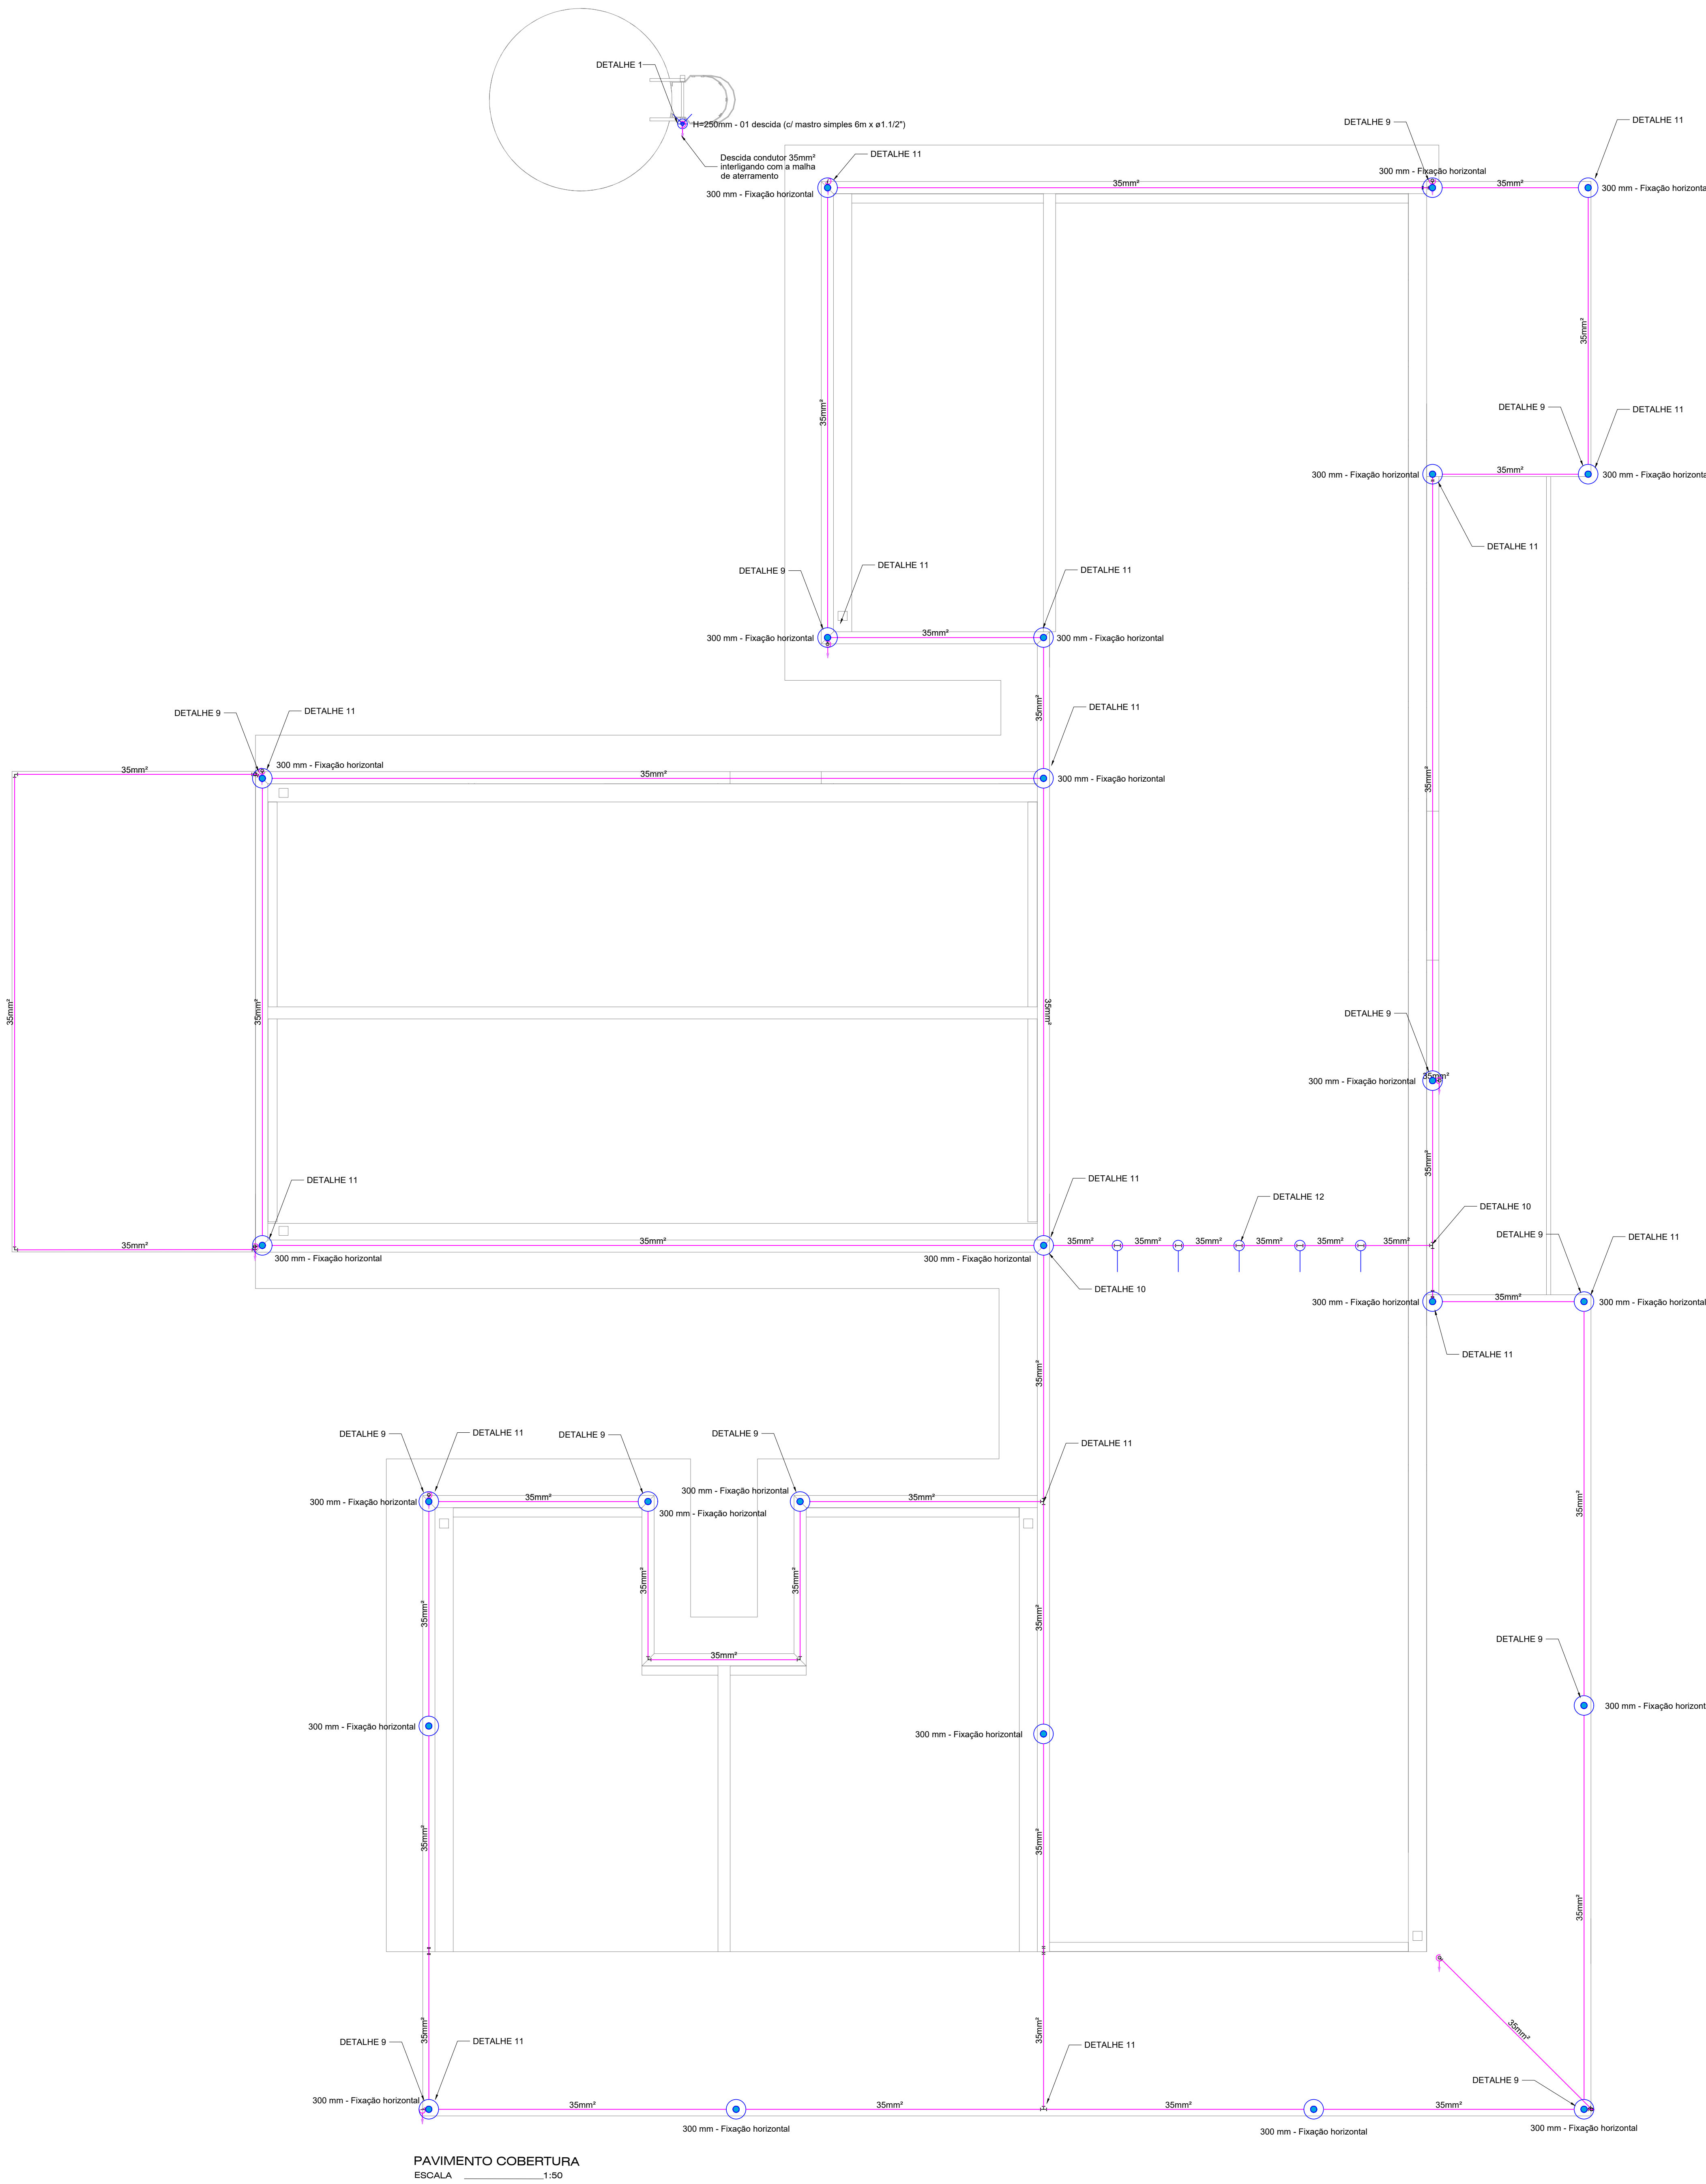 DETALHE 1
H=250mm - 01 descida (c/ mastro simples 6m x ø1.1/2")
Descida condutor 35mm²
interligando com a malha
de aterramento
DETALHE 11
DETALHE 9
DETALHE 11
300 mm - Fixação horizontal
300 mm - Fixação horizontal
35mm²
35mm²
300 mm - Fixação horizonta
35mm²
35mm²
DETALHE 9
DETALHE 11
300 mm - Fixação horizontal
35mm²
300 mm - Fixação horizonta
DETALHE 11
DETALHE 9
DETALHE 11
DETALHE 11
300 mm - Fixação horizontal
35mm²
300 mm - Fixação horizontal
35mm²
DETALHE 9
DETALHE 11
DETALHE 11
35mm²
300 mm - Fixação horizontal
35mm²
300 mm - Fixação horizontal
35mm²
35mm²
35mm²
35mm²
DETALHE 9
300 mm - Fixação horizontal
35mm²
35mm²
DETALHE 11
DETALHE 11
DETALHE 12
DETALHE 10
35mm²
35mm²
35mm²
35mm²
35mm²
35mm²
35mm²
35mm²
300 mm - Fixação horizontal
300 mm - Fixação horizontal
DETALHE 10
DETALHE 9
DETALHE 11
300 mm - Fixação horizontal
35mm²
300 mm - Fixação horizontal
DETALHE 11
35mm²
DETALHE 9
DETALHE 11
DETALHE 9
DETALHE 9
DETALHE 11
300 mm - Fixação horizontal
35mm²
300 mm - Fixação horizontal
300 mm - Fixação horizontal
35mm²
35mm²
35mm²
35mm²
35mm²
35mm²
35mm²
DETALHE 9
300 mm - Fixação horizont
300 mm - Fixação horizontal
300 mm - Fixação horizontal
35mm²
35mm²
35mm²
35mm²
35mm²
35mm²
DETALHE 9
DETALHE 11
DETALHE 11
DETALHE 9
300 mm - Fixação horizontal
35mm²
35mm²
35mm²
35mm²
300 mm - Fixação horizontal
300 mm - Fixação horizontal
300 mm - Fixação horizontal
PAVIMENTO COBERTURA
ESCALA 1:50